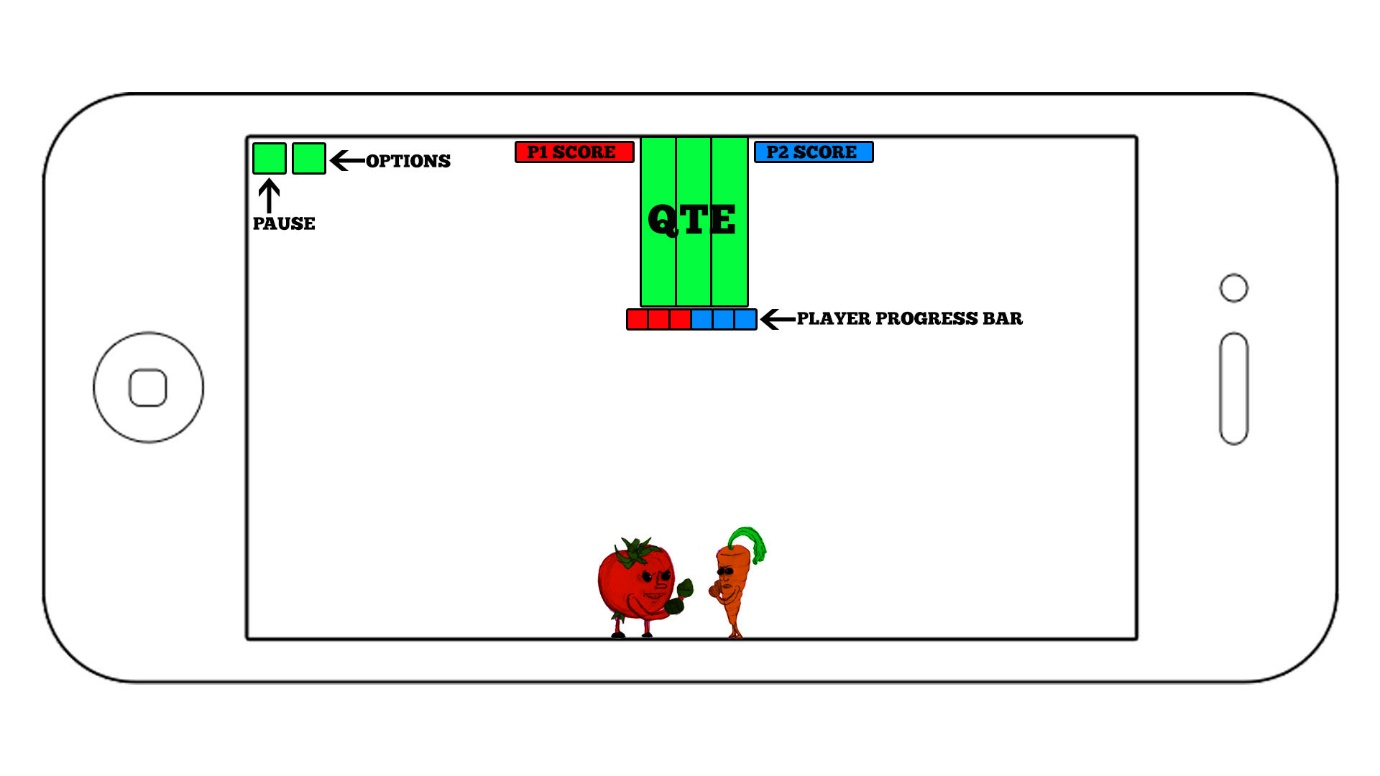 P1 SCORE
P2 SCORE
OPTIONS
PAUSE
QTE
PLAYER PROGRESS BAR